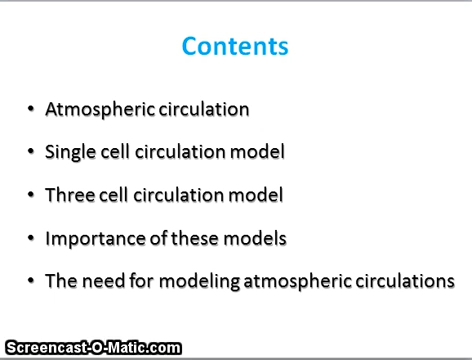 Contents
• Atmospheric circulation
• Single cell circulation model
• Three cell circulation model
• Importance of these models
• The need for modeling atmospheric circulations
Screencast-O-Matic.com